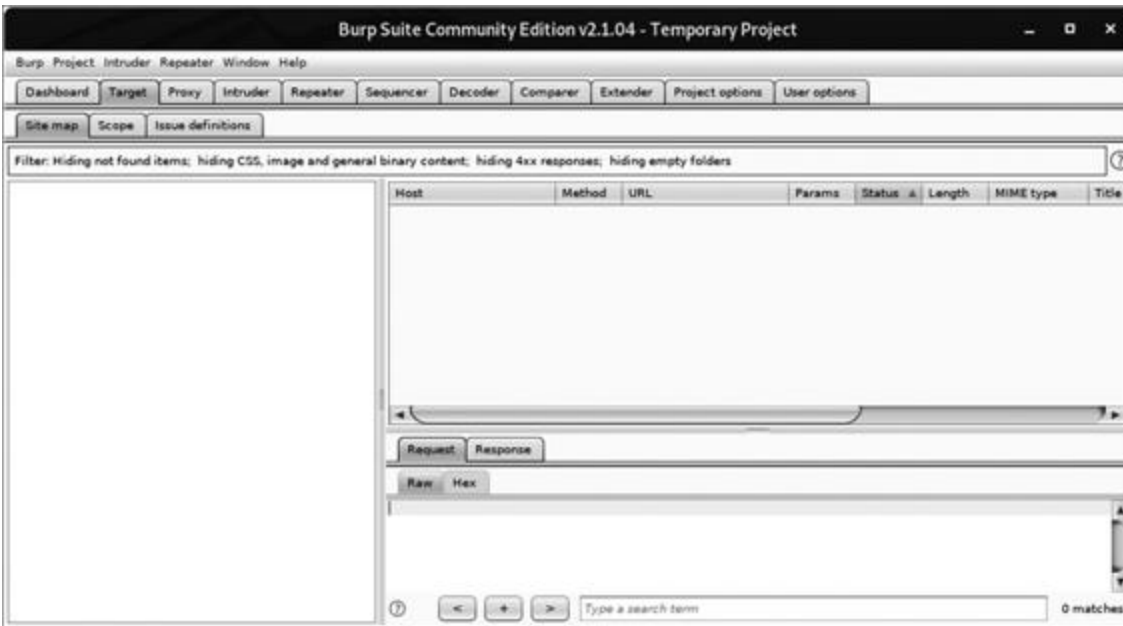 Burp Suite Community Edition v2.1.04 - Temporary Project
Burp Project Intruder Repeater Window Help
Dashboard Target Proxy Intruder Repeater Sequencer Decoder Comparer Extender Project options User options
Site map Scope Issue definitions
Filter: Hiding not found items; hiding CSS, image and general binary content; hiding 4xx responses; hiding empty folders
Host Method URL Params Status Length MIME type Title
Request Response
Raw Hex
< + > Type a search term 0 matches